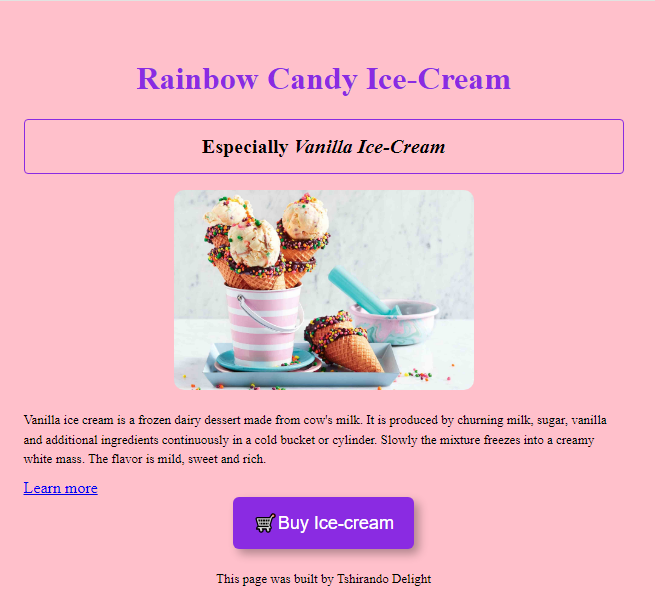 Rainbow Candy Ice-Cream
Especially Vanilla Ice-Cream
Vanilla ice cream is a frozen dairy dessert made from cow's milk. It is produced by churning milk, sugar, vanilla
and additional ingredients continuously in a cold bucket or cylinder. Slowly the mixture freezes into a creamy
white mass. The flavor is mild, sweet and rich.
Learn more
Buy Ice-cream
This page was built by Tshirando Delight